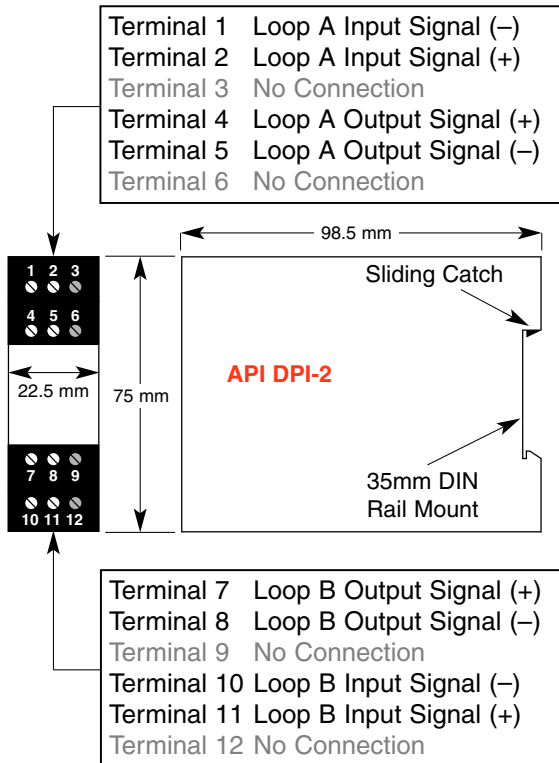 Terminal 1 Loop A Input Signal (–)
Terminal 2 Loop A Input Signal (+)
Terminal 3 No Connection
Terminal 4 Loop A Output Signal (+)
Terminal 5 Loop A Output Signal (–)
Terminal 6 No Connection
98.5 mm
1 2 3
4 5 6
Sliding Catch
22.5 mm
75 mm
API DPI-2
35mm DIN
Rail Mount
7 8 9
10 11 12
Terminal 7 Loop B Output Signal (+)
Terminal 8 Loop B Output Signal (–)
Terminal 9 No Connection
Terminal 10 Loop B Input Signal (–)
Terminal 11 Loop B Input Signal (+)
Terminal 12 No Connection